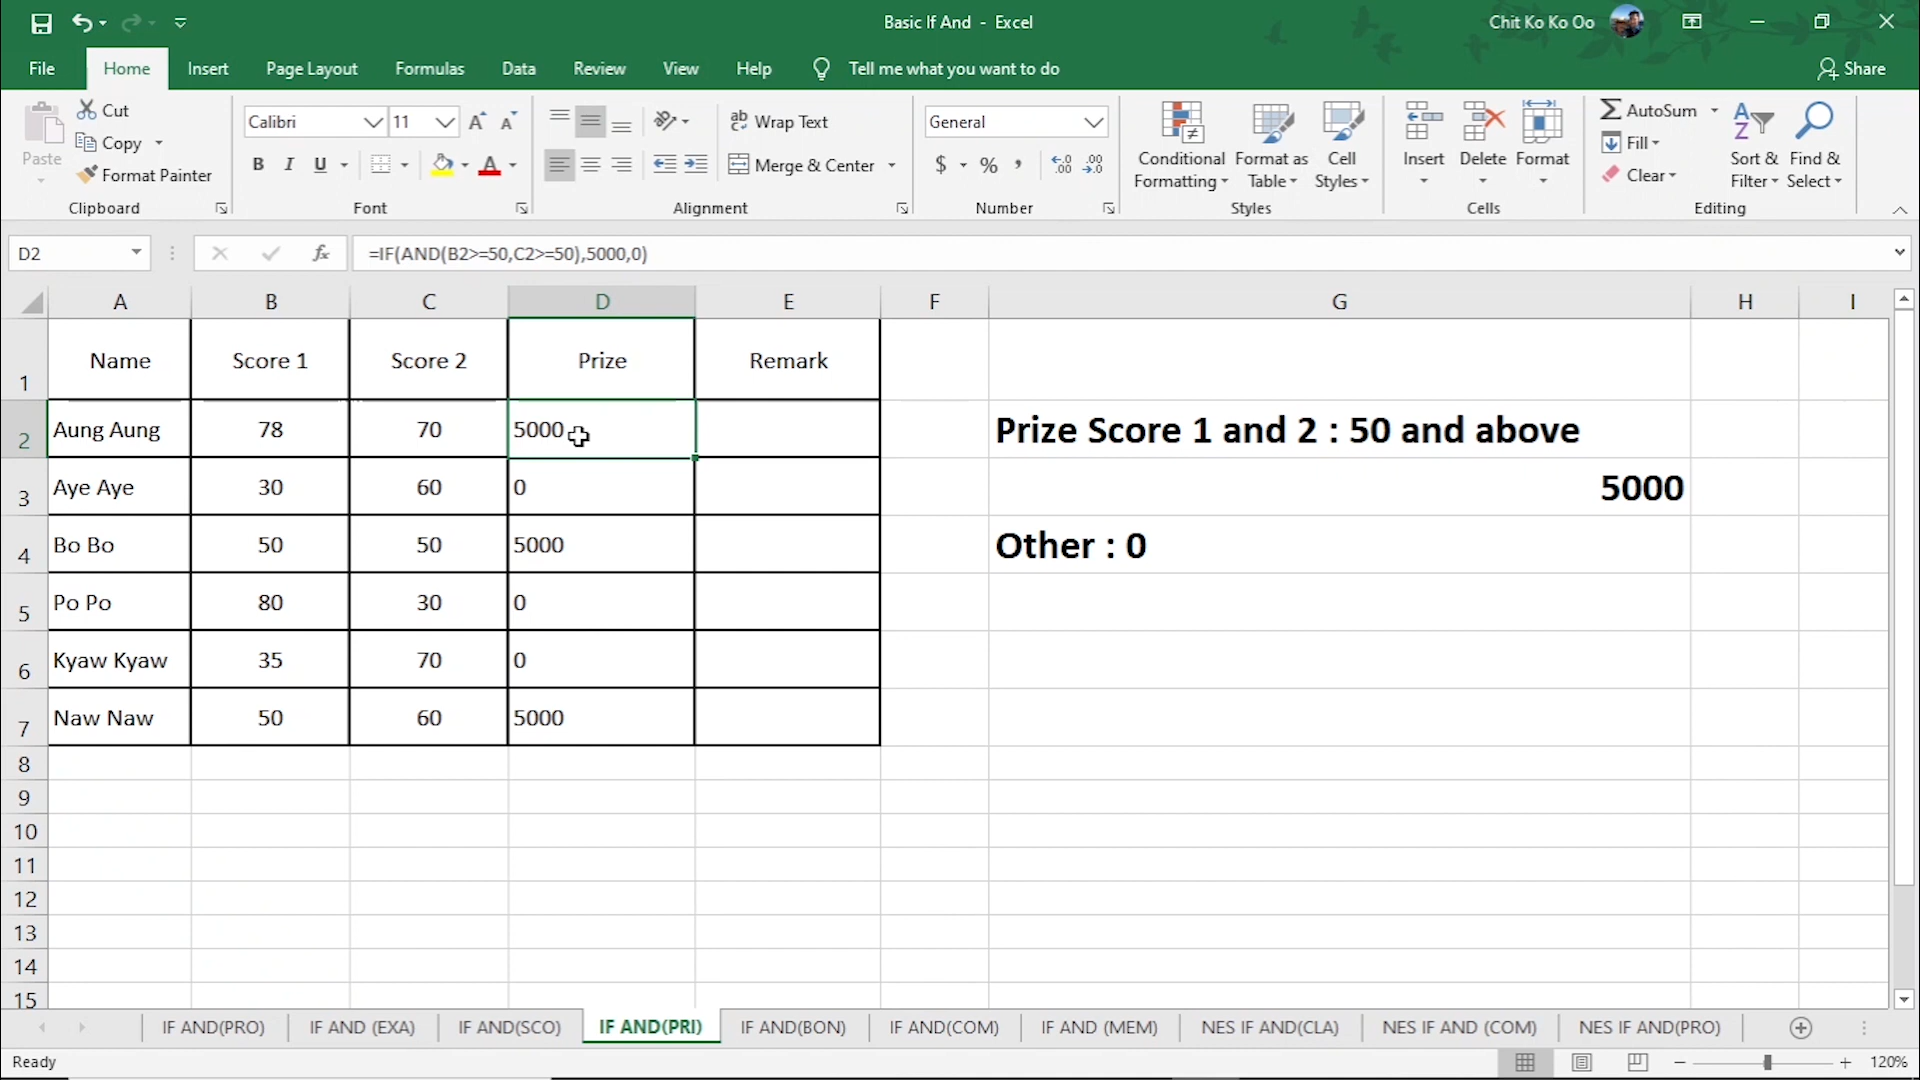 Basic If And - Excel
Chit Ko Ko Oo
File Home Insert Page Layout Formulas Data Review View Help Tell me what you want to do Share
Paste
Cut
Copy
Format Painter
Clipboard
Calibri 11
B I U A
Font
ab Wrap Text
Merge & Center
Alignment
General
$ % ,
Number
Conditional Formatting
Format as Table
Cell Styles
Styles
Insert Delete Format
Cells
AutoSum
Fill
Clear
Sort & Filter
Find & Select
Editing
D2 fx =IF(AND(B2>=50,C2>=50),5000,0)
A B C D E F G H I
1 Name Score 1 Score 2 Prize Remark
2 Aung Aung 78 70 5000 Prize Score 1 and 2 : 50 and above
3 Aye Aye 30 60 0 5000
4 Bo Bo 50 50 5000 Other : 0
5 Po Po 80 30 0
6 Kyaw Kyaw 35 70 0
7 Naw Naw 50 60 5000
8
9
10
11
12
13
14
15
IF AND(PRO) IF AND (EXA) IF AND(SCO) IF AND(PRI) IF AND(BON) IF AND(COM) IF AND (MEM) NES IF AND(CLA) NES IF AND (COM) NES IF AND(PRO)
Ready 120%